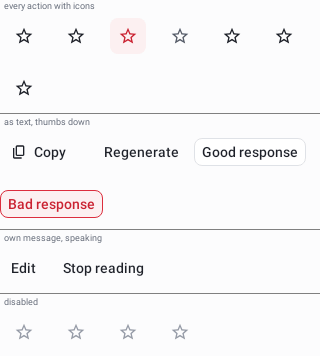 every action with icons
as text, thumbs down
Copy Regenerate Good response
Bad response
own message, speaking
Edit Stop reading
disabled